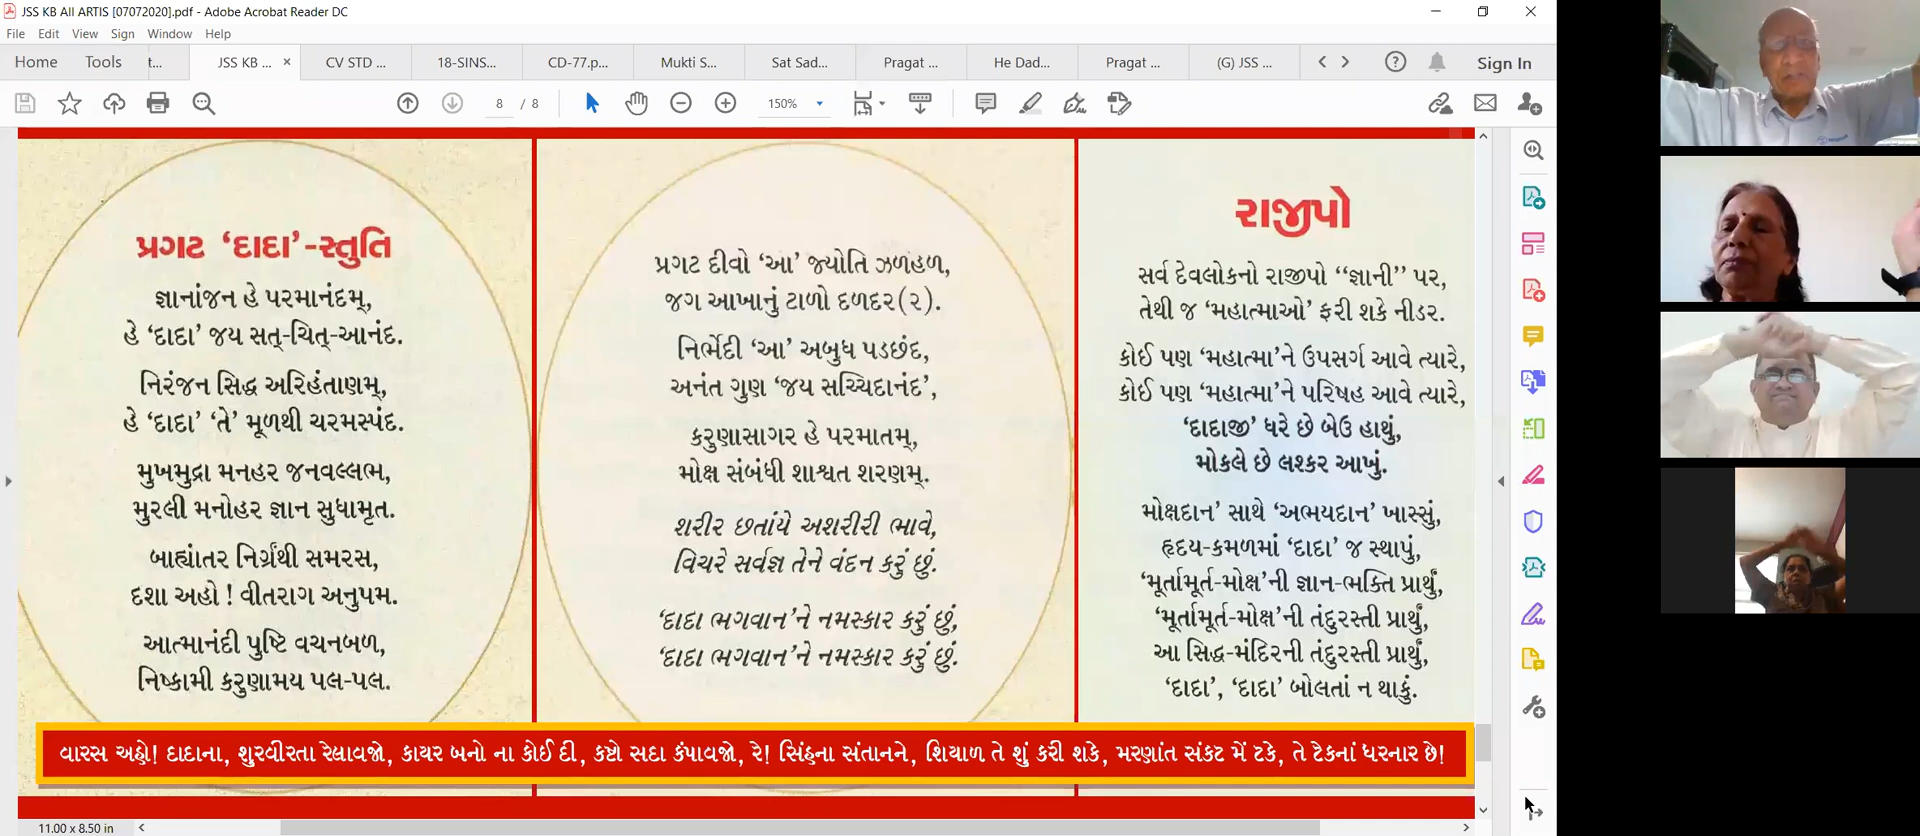 JSS KB All ARTIS [07072020].pdf - Adobe Acrobat Reader DC
File Edit View Sign Window Help
Home Tools t... JSS KB ... × CV STD ... 18-SINS... CD-77.p... Mukti S... Sat Sad... Pragat ... He Dad... Pragat ... (G) JSS ... Sign In
8 / 8 150%
પ્રગટ ‘દાદા’-સ્તુતિ
જ્ઞાનાંજન હે પરમાનંદમ્,
હે ‘દાદા’ જય સત્-ચિત્-આનંદ.
નિરંજન સિદ્ધ અરિહંતાણમ્,
હે ‘દાદા’ ‘તે’ મૂળથી ચરમસ્પંદ.
મુખમુદ્રા મનહર જનવલ્લભ,
મુરલી મનોહર જ્ઞાન સુધામૃત.
બાહ્યાંતર નિર્ગ્રંથી સમરસ,
દશા અહો ! વીતરાગ અનુપમ.
આત્માનંદી પુષ્ટિ વચનબળ,
નિષ્કામી કરુણામય પલ-પલ.
પ્રગટ દીવો ‘આ’ જ્યોતિ ઝળહળ,
જગ આખાનું ટાળો દળદર(૨).
નિર્ભેદી ‘આ’ અબુધ પડછંદ,
અનંત ગુણ ‘જય સચ્ચિદાનંદ’,
કરુણાસાગર હે પરમાતમ્,
મોક્ષ સંબંધી શાશ્વત શરણમ્.
શરીર છતાંયે અશરીરી ભાવે,
વિચરે સર્વજ્ઞ તેને વંદન કરું છું.
‘દાદા ભગવાન’ને નમસ્કાર કરું છું,
‘દાદા ભગવાન’ને નમસ્કાર કરું છું.
રાજીપો
સર્વ દેવલોકનો રાજીપો “જ્ઞાની” પર,
તેથી જ ‘મહાત્માઓ’ ફરી શકે નીડર.
કોઈ પણ ‘મહાત્મા’ને ઉપસર્ગ આવે ત્યારે,
કોઈ પણ ‘મહાત્મા’ને પરિષહ આવે ત્યારે,
‘દાદાજી’ ધરે છે બેઉ હાથું,
મોકલે છે લશ્કર આખું.
મોક્ષદાન’ સાથે ‘અભયદાન’ ખાસ્સું,
હૃદય-કમળમાં ‘દાદા’ જ સ્થાપું,
‘મૂર્તામૂર્ત-મોક્ષ’ની જ્ઞાન-ભક્તિ પ્રાર્થું,
‘મૂર્તામૂર્ત-મોક્ષ’ની તંદુરસ્તી પ્રાર્થું,
આ સિદ્ધ-મંદિરની તંદુરસ્તી પ્રાર્થું,
‘દાદા’, ‘દાદા’ બોલતાં ન થાકું.
વારસ અહો! દાદાના, શુરવીરતા રેલાવજો, કાયર બનો ના કોઈ દી, કષ્ટો સદા કંપાવજો, રે! સિંહના સંતાનને, શિયાળ તે શું કરી શકે, મરણાંત સંકટ મેં ટકે, તે ટેકનાં ધરનાર છે!
11.00 x 8.50 in